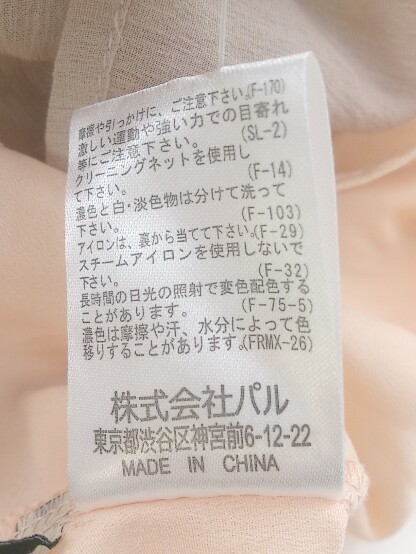 摩擦や引っかけに、ご注意下さい。(F-170)
激しい運動や強い力での目寄れ
等にご注意下さい。 (SL-2)
クリーニングネットを使用し
て下さい。 (F-14)
濃色と白・淡色物は分けて洗って
下さい。 (F-103)
アイロンは、裏から当てて下さい。(F-29)
スチームアイロンを使用しないで
下さい。 (F-32)
長時間の日光の照射で変色配色する
ことがあります。 (F-75-5)
濃色は摩擦や汗、水分によって色
移りすることがあります。(FRMX-26)
株式会社パル
東京都渋谷区神宮前6-12-22
MADE IN CHINA